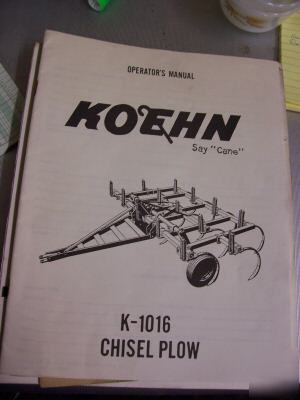 OPERATOR'S MANUAL
KOEHN
Say "Cane"
K-1016
CHISEL PLOW